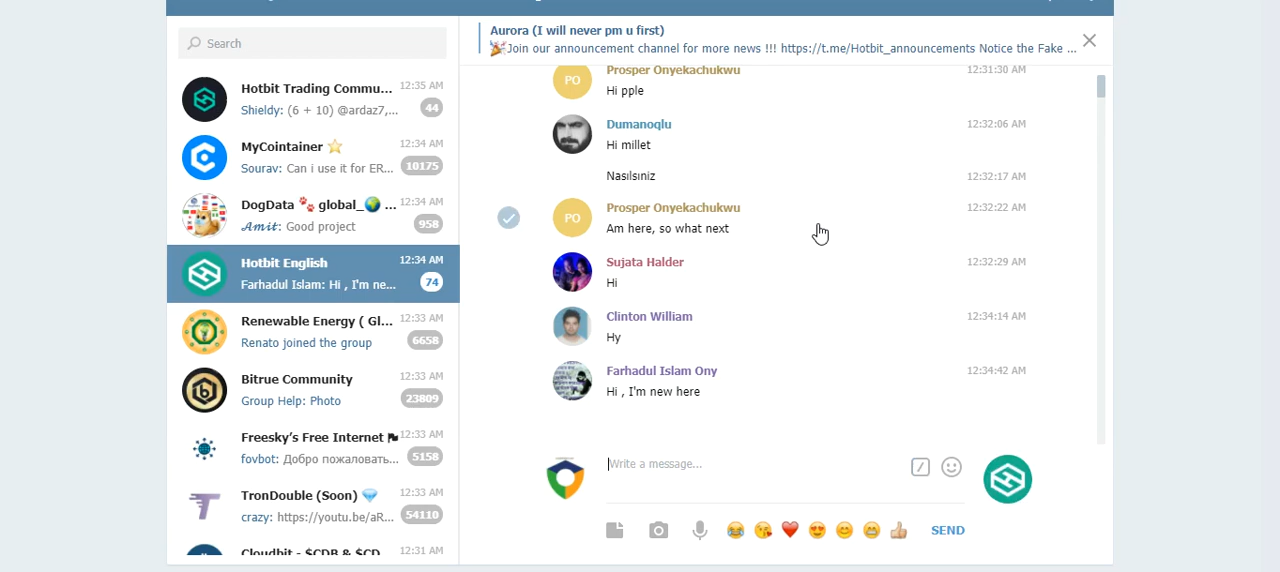 Search
Hotbit Trading Commu... 12:35 AM
Shieldy: (6 + 10) @ardaz7,... 44
MyCointainer ⭐ 12:34 AM
Sourav: Can i use it for ER... 10175
DogData 🐾 global_🌍 ... 12:34 AM
𝓐𝓶𝓲𝓽: Good project 958
Hotbit English 12:34 AM
Farhadul Islam: Hi , I'm ne... 74
Renewable Energy ( Gl... 12:33 AM
Renato joined the group 6658
Bitrue Community 12:33 AM
Group Help: Photo 23809
Freesky’s Free Internet 🏴 12:33 AM
fovbot: Добро пожаловать... 5158
TronDouble (Soon) 💎 12:33 AM
crazy: https://youtu.be/aR... 54110
Cloudbit - $CDB & $CD... 12:31 AM
Aurora (I will never pm u first)
🎉Join our announcement channel for more news !!! https://t.me/Hotbit_announcements Notice the Fake ...
PO Prosper Onyekachukwu 12:31:30 AM
Hi pple
Dumanoqlu 12:32:06 AM
Hi millet
Nasılsınız 12:32:17 AM
PO Prosper Onyekachukwu 12:32:22 AM
Am here, so what next
Sujata Halder 12:32:29 AM
Hi
Clinton William 12:34:14 AM
Hy
Farhadul Islam Ony 12:34:42 AM
Hi , I'm new here
Write a message...
😂 😘 ❤️ 😍 😊 😁 👍 SEND